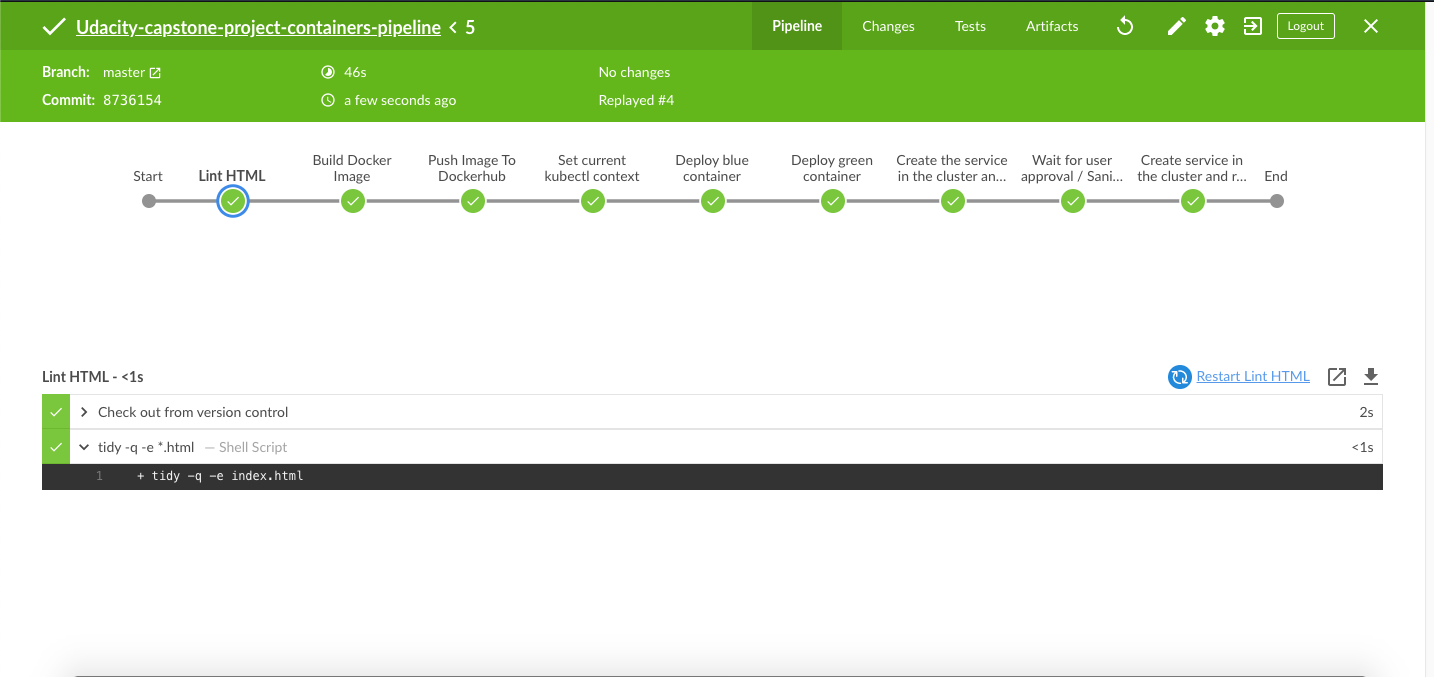 Udacity-capstone-project-containers-pipeline < 5
Pipeline Changes Tests Artifacts Logout
Branch: master 46s No changes
Commit: 8736154 a few seconds ago Replayed #4
Start
Lint HTML
Build Docker
Image
Push Image To
Dockerhub
Set current
kubectl context
Deploy blue
container
Deploy green
container
Create the service
in the cluster an...
Wait for user
approval / Sani...
Create service in
the cluster and r...
End
Lint HTML - <1s Restart Lint HTML
Check out from version control 2s
tidy -q -e *.html — Shell Script <1s
1 + tidy -q -e index.html